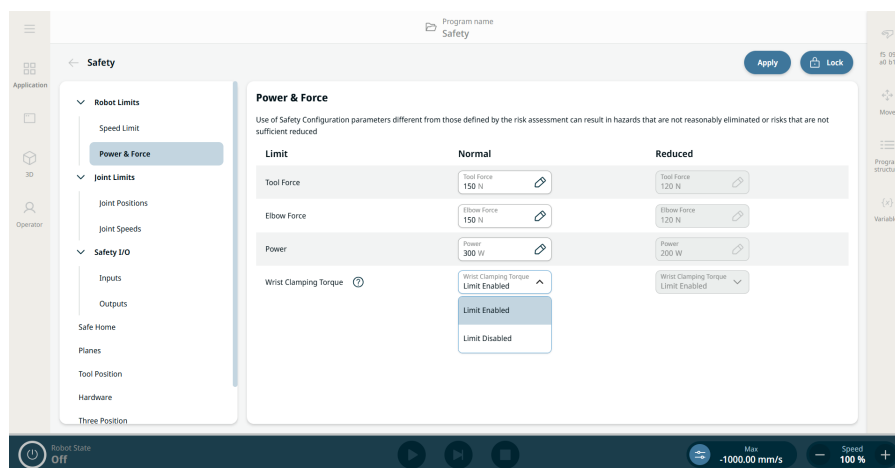 Program name
Safety
Safety
Apply
Lock
Application
3D
Operator
Robot Limits
Speed Limit
Power & Force
Joint Limits
Joint Positions
Joint Speeds
Safety I/O
Inputs
Outputs
Safe Home
Planes
Tool Position
Hardware
Three Position
Power & Force
Use of Safety Configuration parameters different from those defined by the risk assessment can result in hazards that are not reasonably eliminated or risks that are not
sufficient reduced
Limit Normal Reduced
Tool Force
Tool Force
150 N
Tool Force
120 N
Elbow Force
Elbow Force
150 N
Elbow Force
120 N
Power
Power
300 W
Power
200 W
Wrist Clamping Torque
Wrist Clamping Torque
Limit Enabled
Wrist Clamping Torque
Limit Enabled
Limit Enabled
Limit Disabled
f5 09
a0 b1
Move
Progra
structu
{x}
Variabl
Robot State
Off
Max
-1000.00 mm/s
Speed
100 %